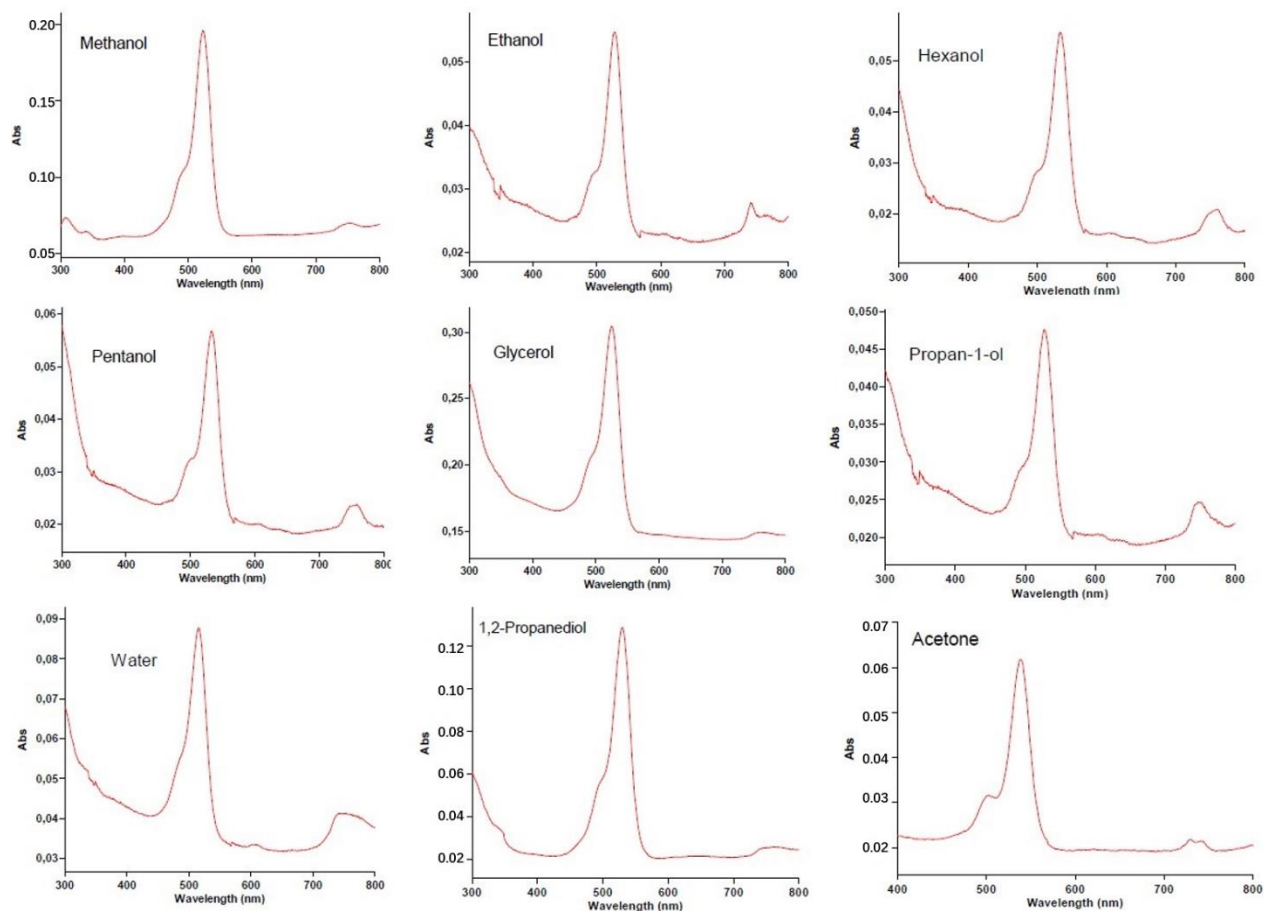 Methanol
0.20
0.15
0.10
0.05
Abs
300 400 500 600 700 800
Wavelength (nm)
Ethanol
0,05
0,04
0,03
0,02
Abs
300 400 500 600 700 800
Wavelength (nm)
Hexanol
0,05
0,04
0,03
0,02
Abs
300 400 500 600 700 800
Wavelength (nm)
Pentanol
0,06
0,05
0,04
0,03
0,02
Abs
300 400 500 600 700 800
Wavelength (nm)
Glycerol
0,30
0,25
0,20
0,15
Abs
300 400 500 600 700 800
Wavelength (nm)
Propan-1-ol
0,050
0,045
0,040
0,035
0,030
0,025
0,020
Abs
300 400 500 600 700 800
Wavelength (nm)
Water
0,09
0,08
0,07
0,06
0,05
0,04
0,03
Abs
300 400 500 600 700 800
Wavelength (nm)
1,2-Propanediol
0.12
0.10
0.08
0.06
0.04
0.02
Abs
300 400 500 600 700 800
Wavelength (nm)
Acetone
0.07
0.06
0.05
0.04
0.03
0.02
Abs
400 500 600 700 800
Wavelength (nm)